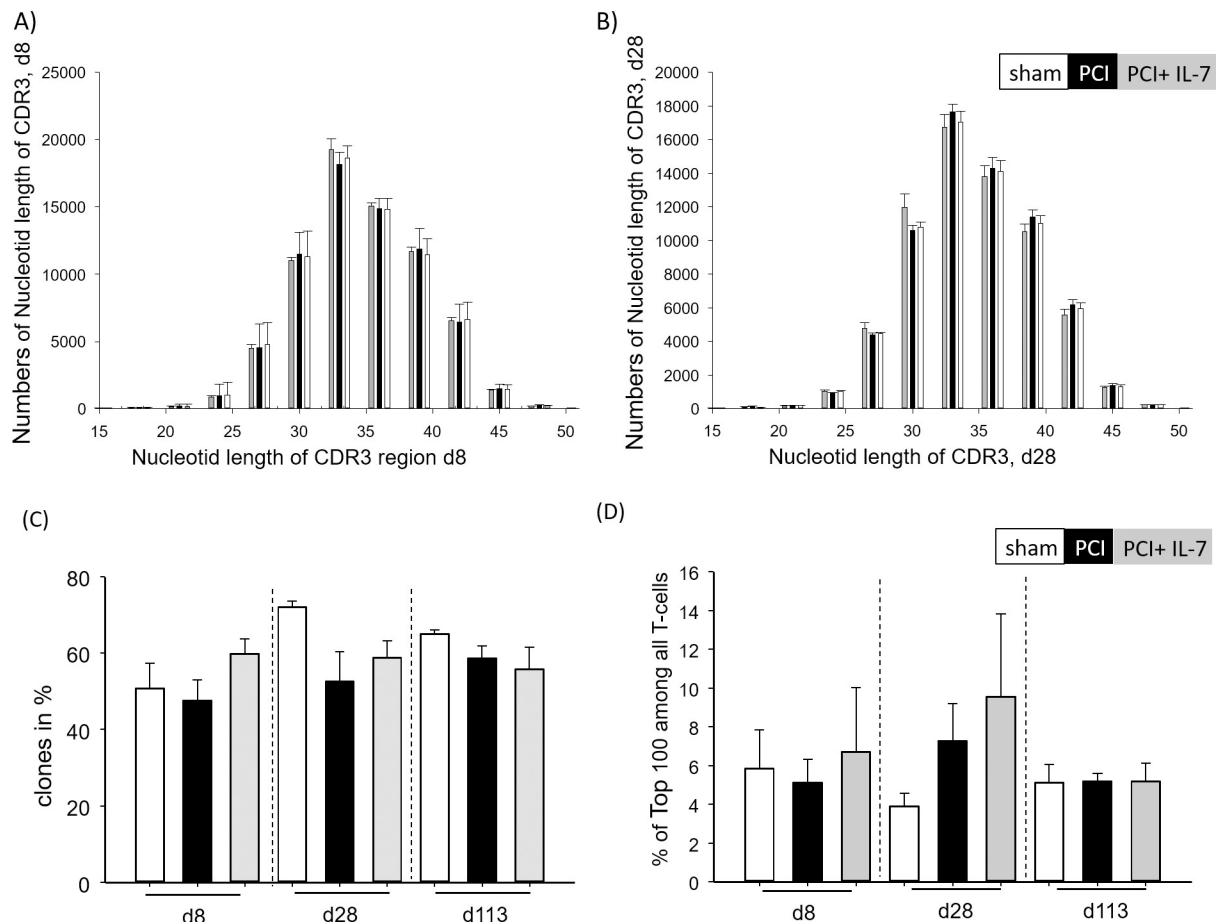 A)
Numbers of Nucleotid length of CDR3, d8
25000
20000
15000
10000
5000
0
15 20 25 30 35 40 45 50
Nucleotid length of CDR3 region d8
B)
sham PCI PCI+ IL-7
Numbers of Nucleotid length of CDR3, d28
20000
18000
16000
14000
12000
10000
8000
6000
4000
2000
0
15 20 25 30 35 40 45 50
Nucleotid length of CDR3, d28
(C)
clones in %
80
60
40
20
0
d8 d28 d113
(D)
sham PCI PCI+ IL-7
% of Top 100 among all T-cells
16
14
12
10
8
6
4
2
0
d8 d28 d113